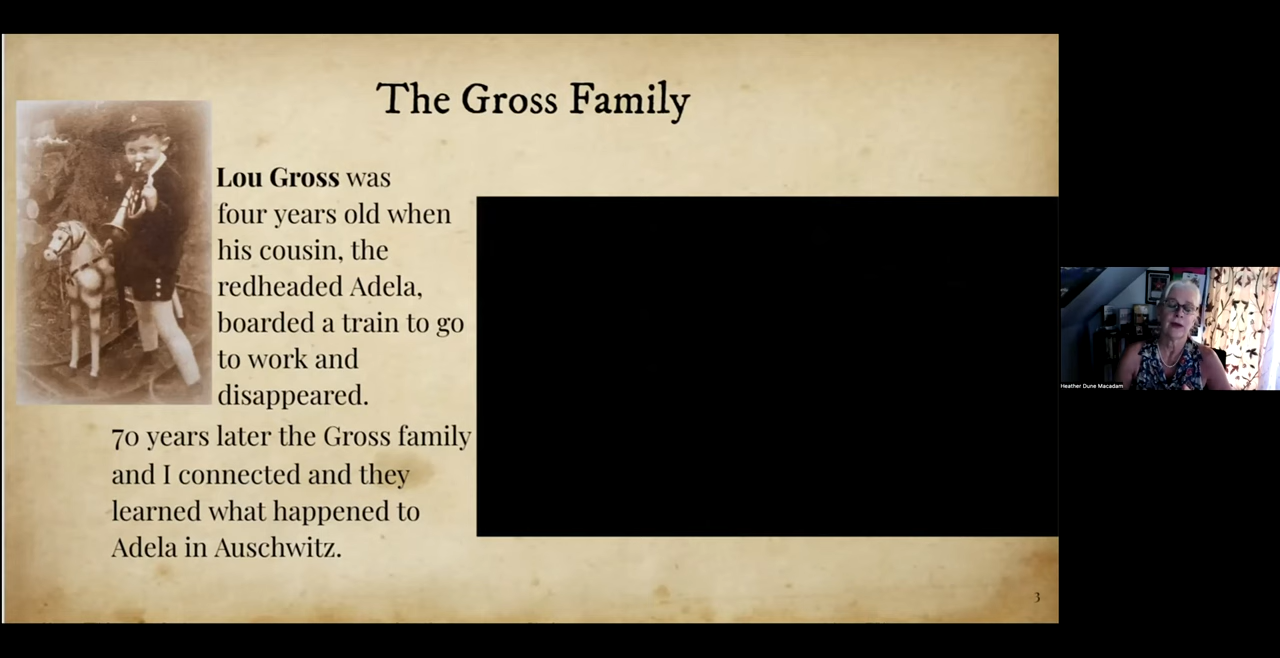 The Gross Family
Lou Gross was
four years old when
his cousin, the
redheaded Adela,
boarded a train to go
to work and
disappeared.
70 years later the Gross family
and I connected and they
learned what happened to
Adela in Auschwitz.
3
Heather Dune Macadam